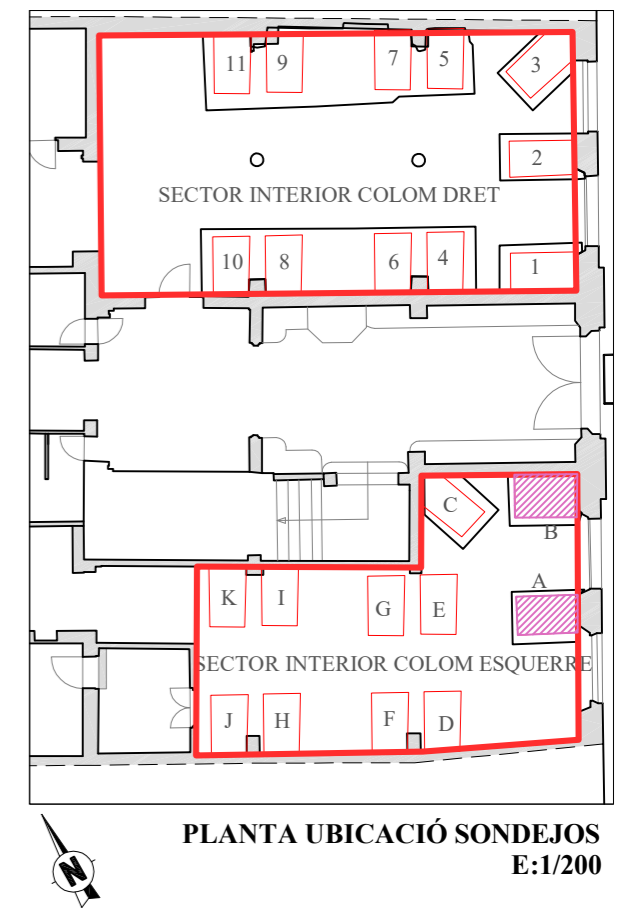 11 9 7 5 3
2
SECTOR INTERIOR COLOM DRET
10 8 6 4 1
C
B
A
K I G E
SECTOR INTERIOR COLOM ESQUERRE
J H F D
PLANTA UBICACIÓ SONDEJOS
E:1/200
N